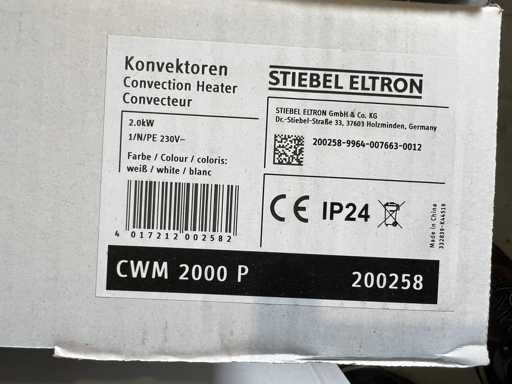 Konvektoren
Convection Heater
Convecteur
2.0kW
1/N/PE 230V~
Farbe / Colour / coloris:
weiß / white / blanc
4 017212 002582
STIEBEL ELTRON
STIEBEL ELTRON GmbH & Co. KG
Dr.-Stiebel-Straße 33, 37603 Holzminden, Germany
200258-9964-007663-0012
CE IP24
Made in China
332839-K44518
CWM 2000 P 200258